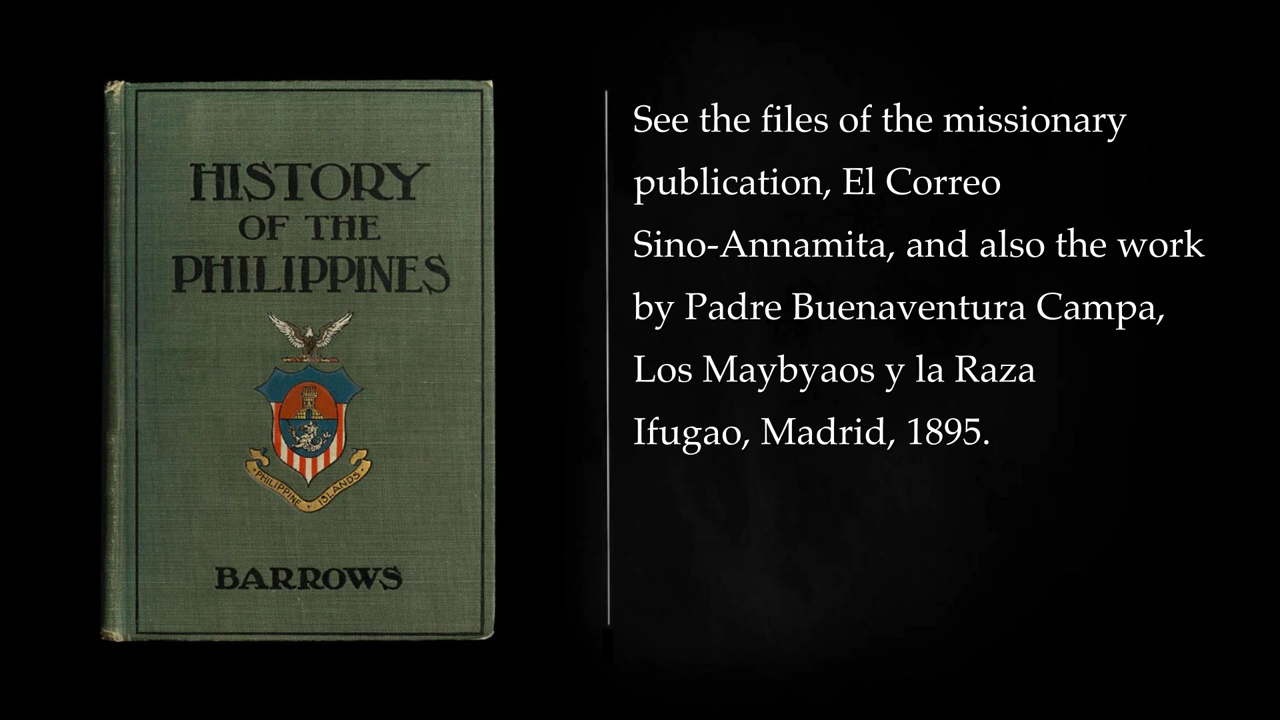 HISTORY
OF THE
PHILIPPINES
PHILIPPINE ISLANDS
BARROWS
See the files of the missionary
publication, El Correo
Sino-Annamita, and also the work
by Padre Buenaventura Campa,
Los Maybyaos y la Raza
Ifugao, Madrid, 1895.